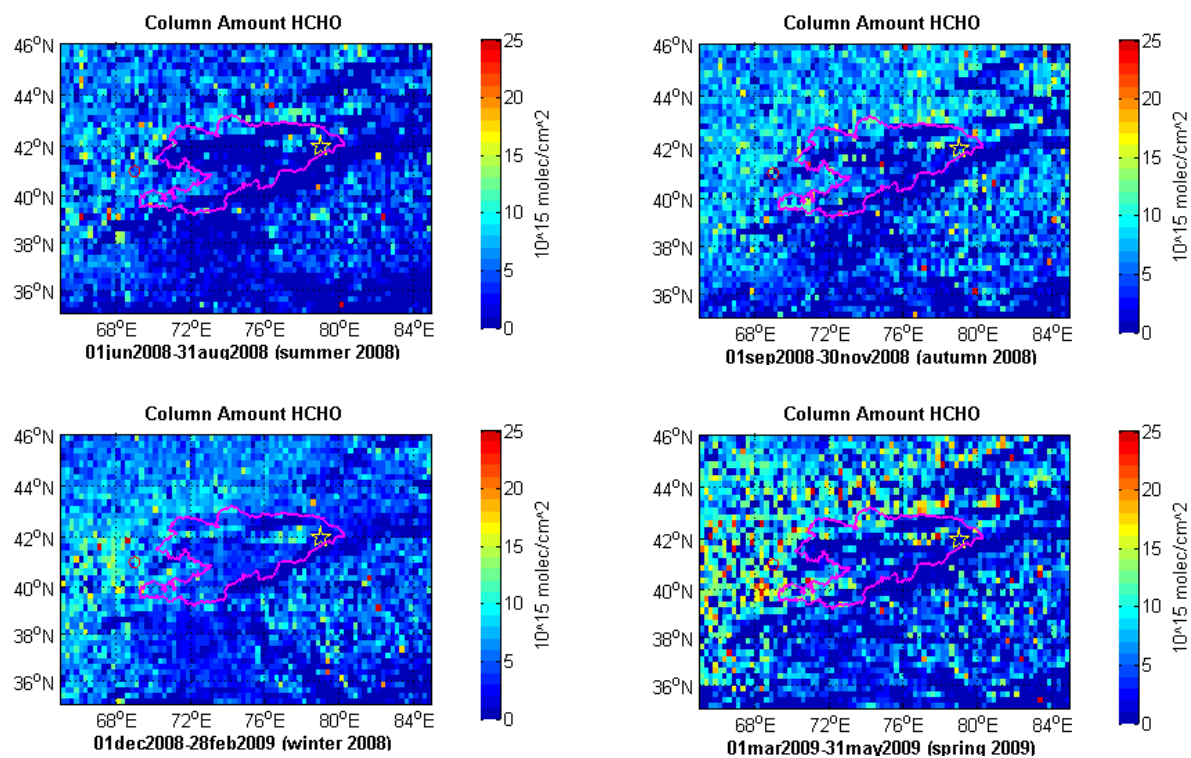 Column Amount HCHO
46°N
44°N
42°N
40°N
38°N
36°N
68°E 72°E 76°E 80°E 84°E
25
20
15
10
5
0
10^15 molec/cm^2
01jun2008-31aug2008 (summer 2008)
Column Amount HCHO
46°N
44°N
42°N
40°N
38°N
36°N
68°E 72°E 76°E 80°E 84°E
25
20
15
10
5
0
10^15 molec/cm^2
01sep2008-30nov2008 (autumn 2008)
Column Amount HCHO
46°N
44°N
42°N
40°N
38°N
36°N
68°E 72°E 76°E 80°E 84°E
25
20
15
10
5
0
10^15 molec/cm^2
01dec2008-28feb2009 (winter 2008)
Column Amount HCHO
46°N
44°N
42°N
40°N
38°N
36°N
68°E 72°E 76°E 80°E 84°E
25
20
15
10
5
0
10^15 molec/cm^2
01mar2009-31may2009 (spring 2009)